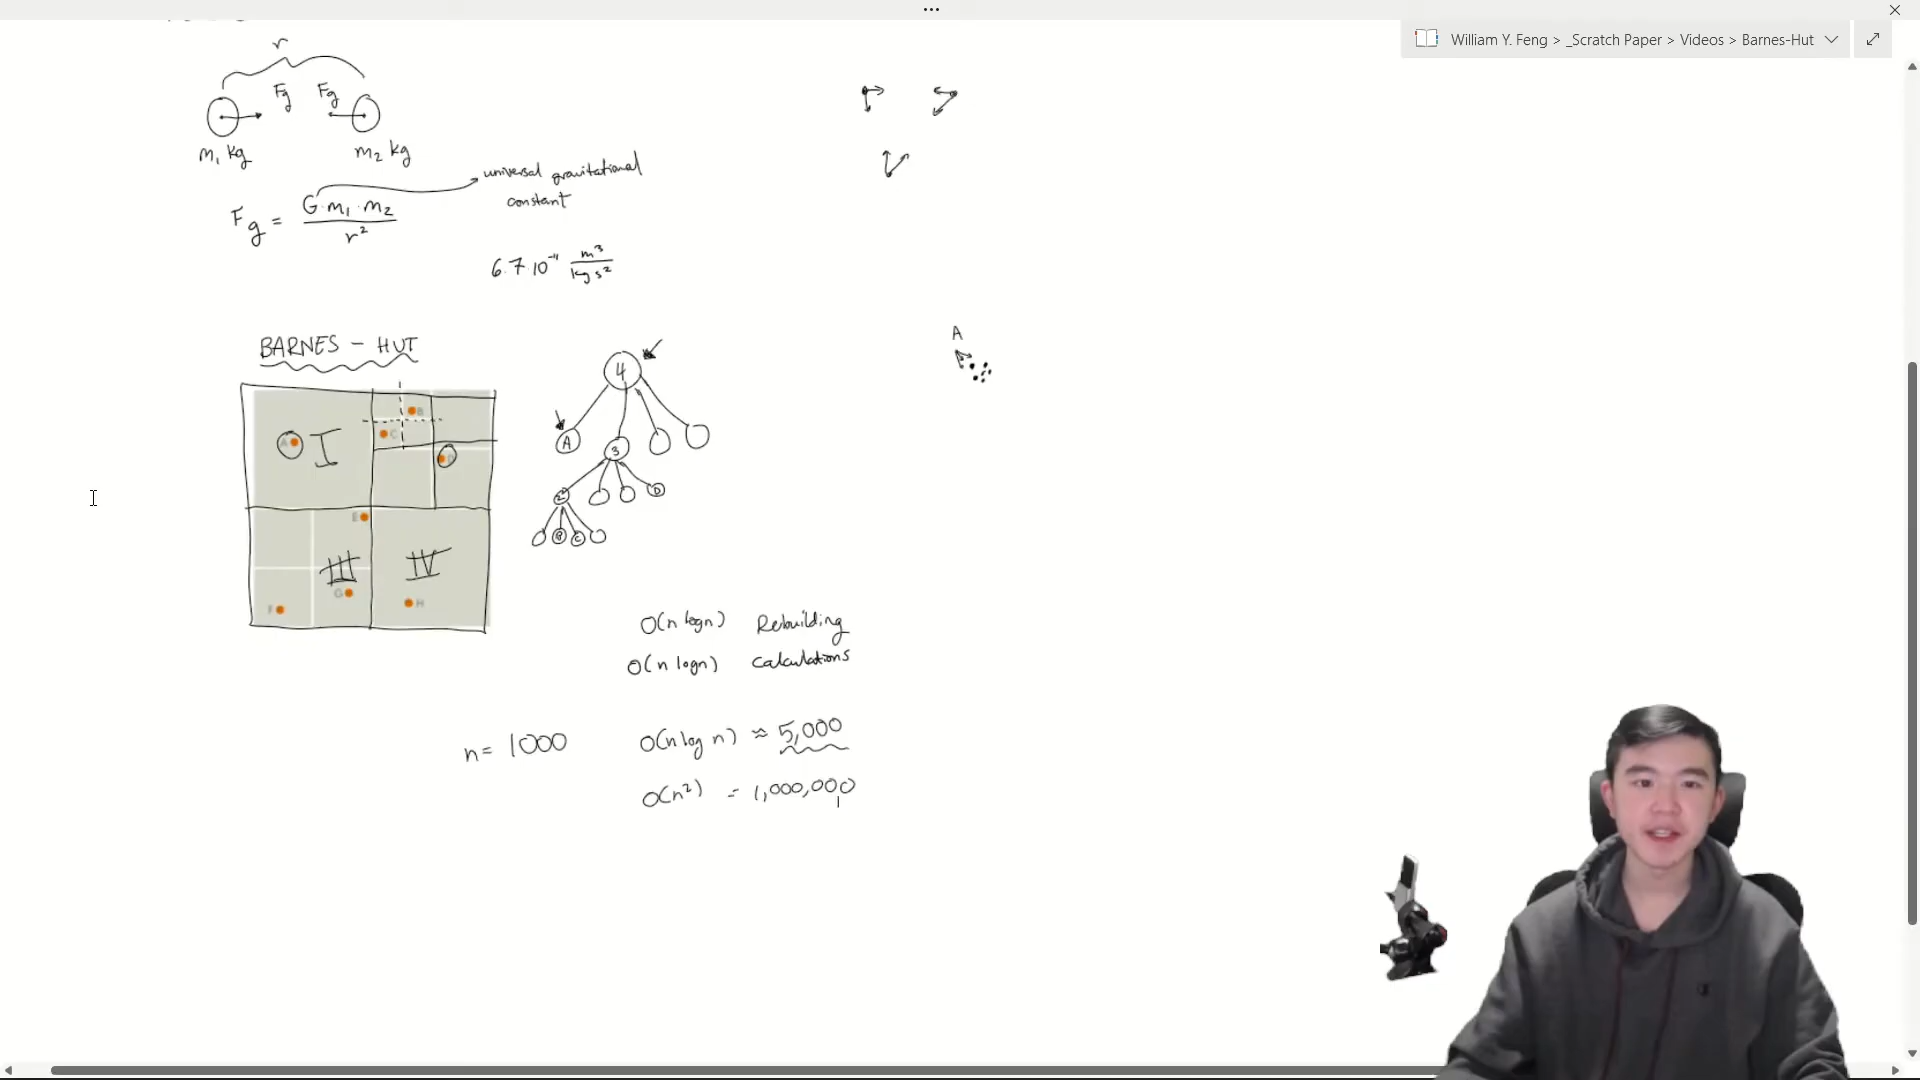 William Y. Feng > _Scratch Paper > Videos > Barnes-Hut
r
Fg Fg
m₁ kg m₂ kg
universal gravitational
constant
Fg = G·m₁·m₂ / r²
6.7·10⁻¹¹ m³ / kg s²
BARNES - HUT
A I
B
C
D
E
III
IV
G
F
H
4
A 3
2 D
B C
A
O(n logn) Rebuilding
O(n logn) Calculations
n = 1000 O(n log n) ≈ 5,000
O(n²) = 1,000,000